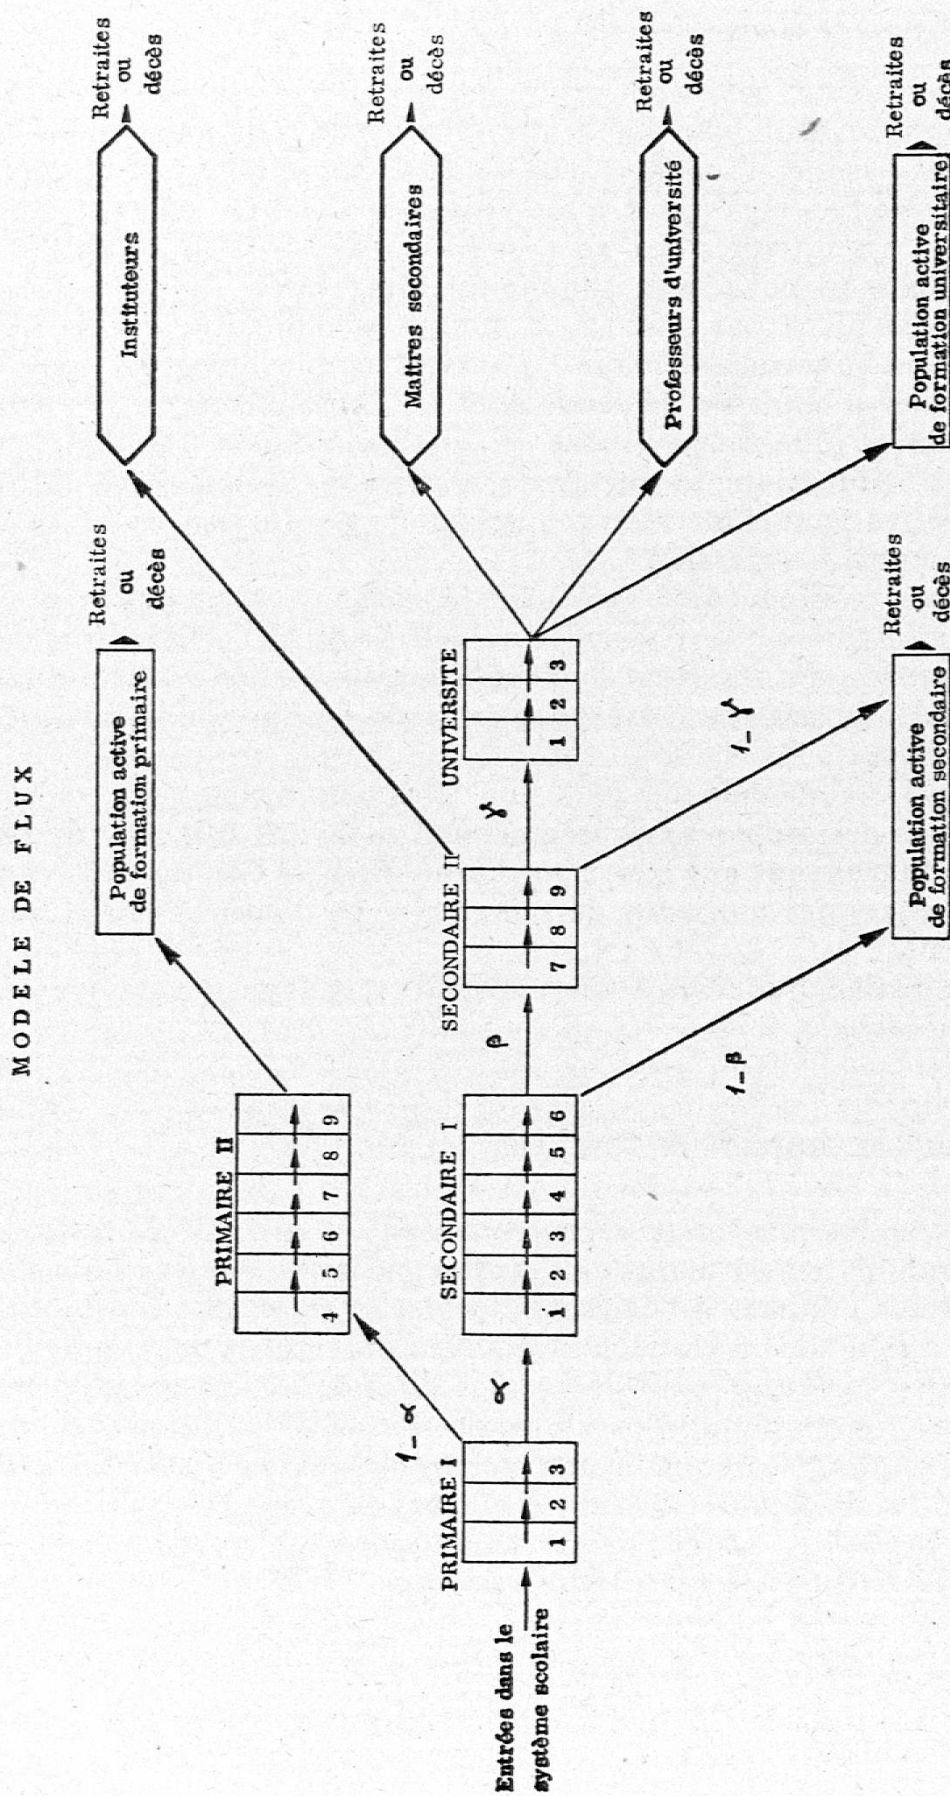 MODELE DE FLUX
Population active
de formation primaire
Retraites
ou
décès
Instituteurs
Retraites
ou
décès
PRIMAIRE II
4 5 6 7 8 9
1_α
Maîtres secondaires
Retraites
ou
décès
Entrées dans le
système scolaire
PRIMAIRE I
1 2 3
α
SECONDAIRE I
1 2 3 4 5 6
β
SECONDAIRE II
7 8 9
γ
UNIVERSITE
1 2 3
Professeurs d'université
Retraites
ou
décès
1_β
1_γ
Population active
de formation secondaire
Retraites
ou
décès
Population active
de formation universitaire
Retraites
ou
décès